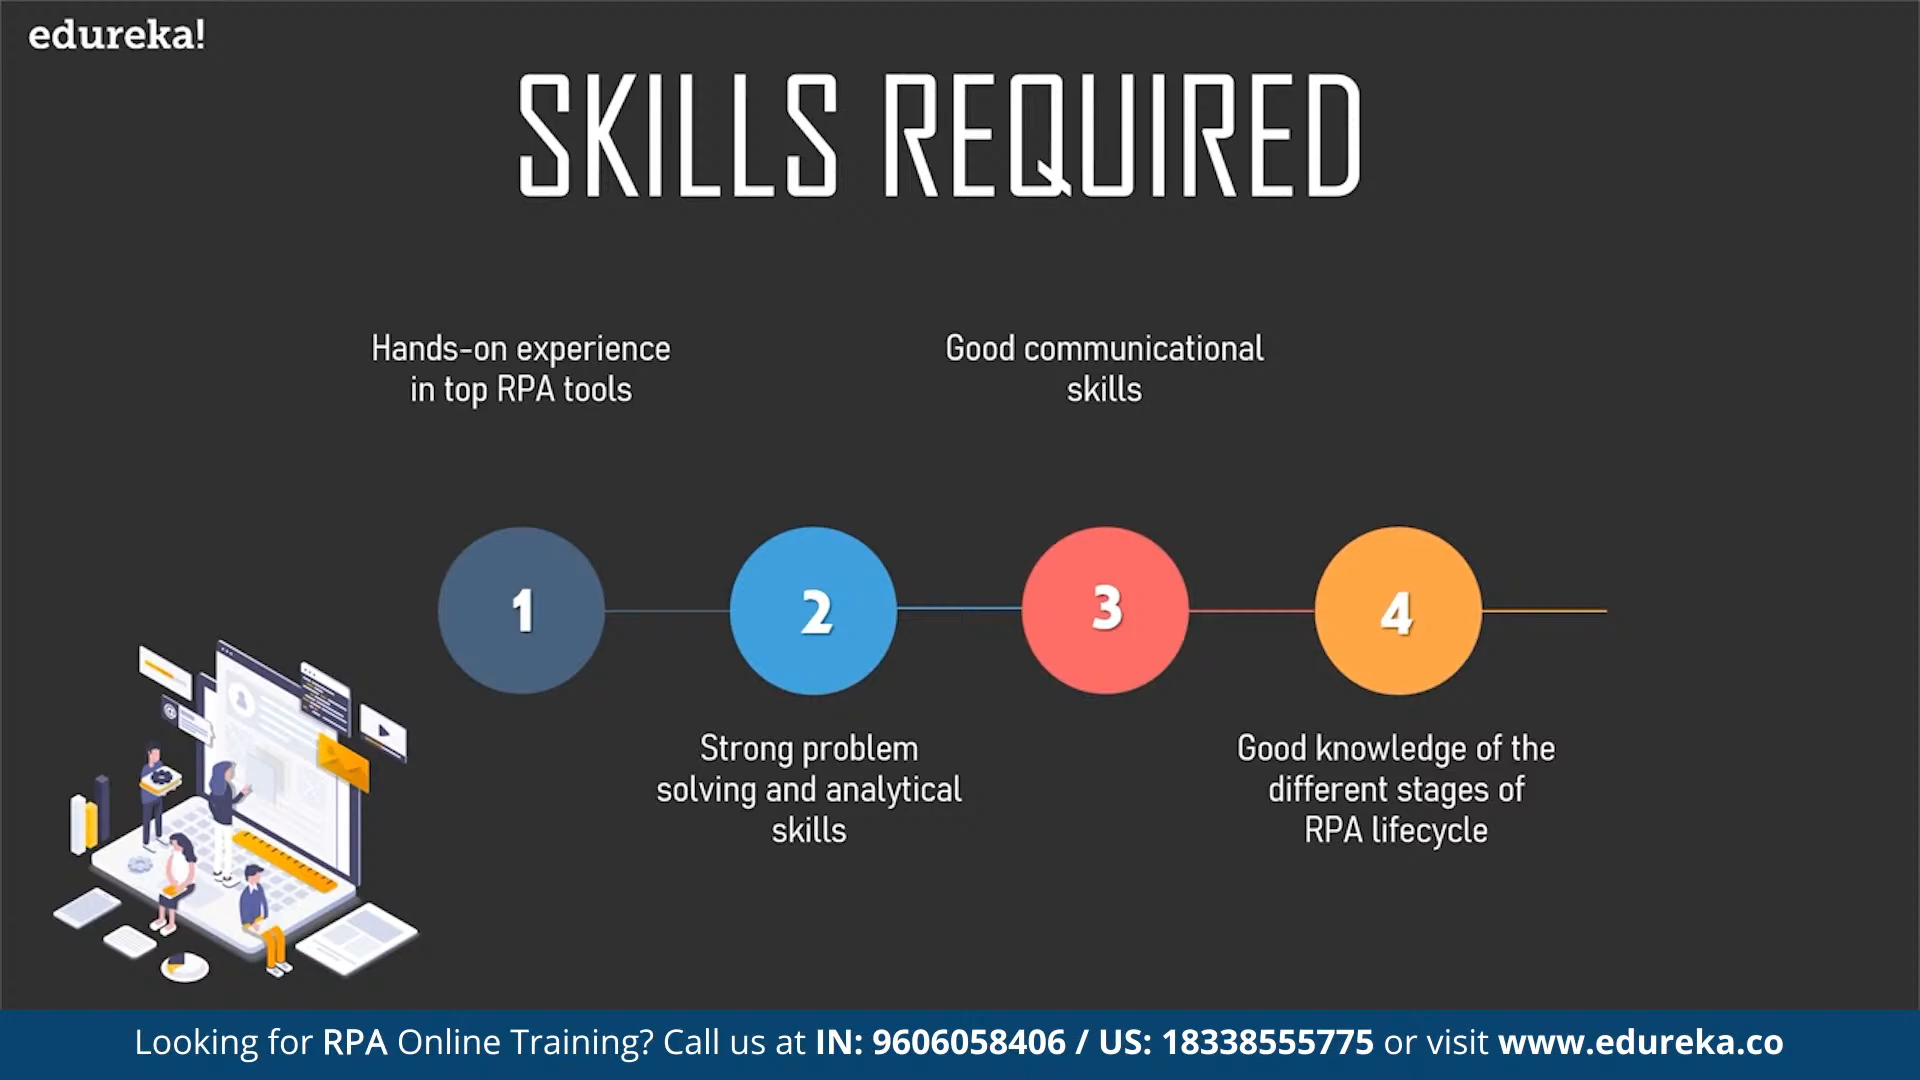 edureka!
SKILLS REQUIRED
Hands-on experience
in top RPA tools
Good communicational
skills
1
2
3
4
Strong problem
solving and analytical
skills
Good knowledge of the
different stages of
RPA lifecycle
Looking for RPA Online Training? Call us at IN: 9606058406 / US: 18338555775 or visit www.edureka.co